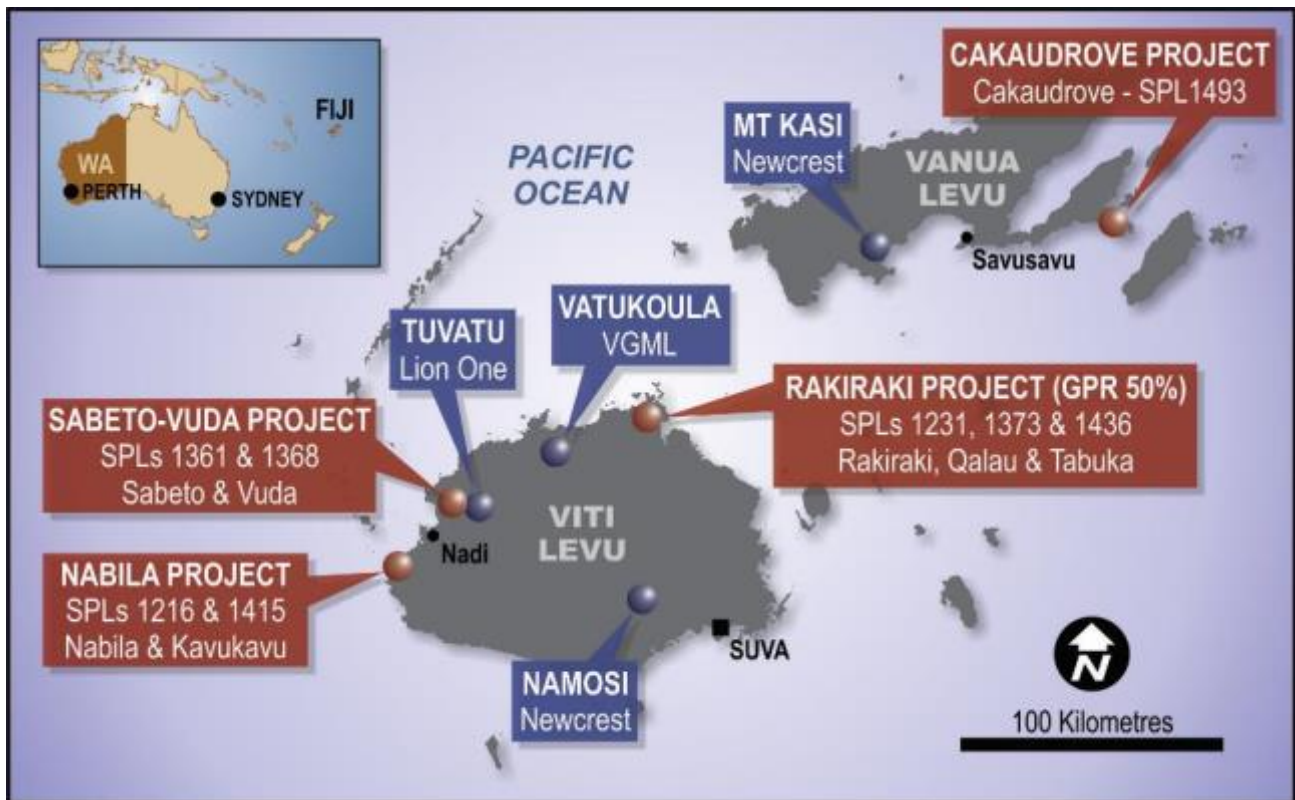 FIJI
WA
PERTH
SYDNEY
PACIFIC
OCEAN
CAKAUDROVE PROJECT
Cakaudrove - SPL1493
MT KASI
Newcrest
VANUA
LEVU
Savusavu
VATUKOULA
VGML
TUVATU
Lion One
RAKIRAKI PROJECT (GPR 50%)
SPLs 1231, 1373 & 1436
Rakiraki, Qalau & Tabuka
SABETO-VUDA PROJECT
SPLs 1361 & 1368
Sabeto & Vuda
VITI
LEVU
Nadi
NABILA PROJECT
SPLs 1216 & 1415
Nabila & Kavukavu
SUVA
NAMOSI
Newcrest
N
100 Kilometres